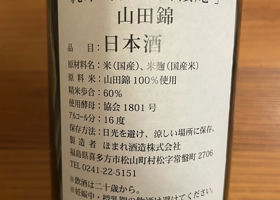 山田錦
品目：日本酒
原材料名：米(国産)、米麹(国産米)
原料米：山田錦100%使用
精米歩合：60%
使用酵母：協会1801号
アルコール分：16度
保存方法：日光を避け、涼しい場所に保存。
製造者：ほまれ酒造株式会社
福島県喜多方市松山町村松字常盤町2706
TEL 0241-22-5151
※飲酒は二十歳から。